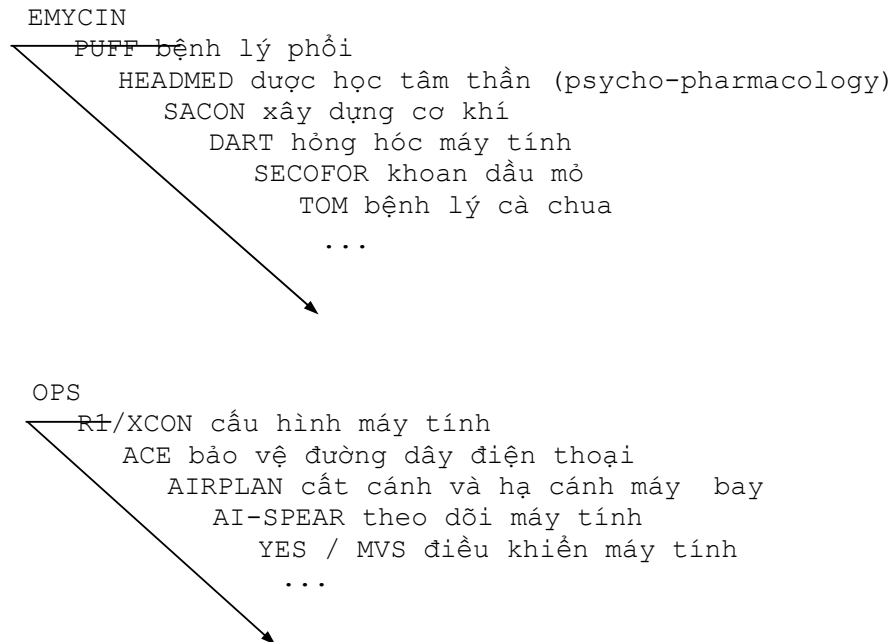 EMYCIN
PUFF bệnh lý phổi
HEADMED dược học tâm thần (psycho-pharmacology)
SACON xây dựng cơ khí
DART hỏng hóc máy tính
SECOFOR khoan dầu mỏ
TOM bệnh lý cà chua
...
OPS
R1/XCON cấu hình máy tính
ACE bảo vệ đường dây điện thoại
AIRPLAN cất cánh và hạ cánh máy  bay
AI-SPEAR theo dõi máy tính
YES / MVS điều khiển máy tính
...